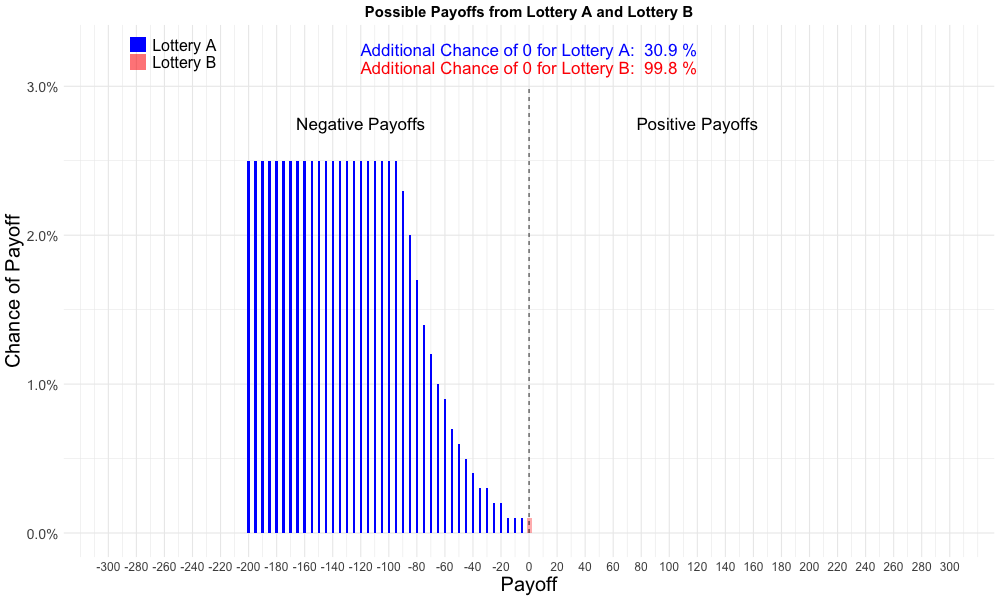 Possible Payoffs from Lottery A and Lottery B
Lottery A
Lottery B
Additional Chance of 0 for Lottery A: 30.9 %
Additional Chance of 0 for Lottery B: 99.8 %
Negative Payoffs
Positive Payoffs
Chance of Payoff
3.0%
2.0%
1.0%
0.0%
-300 -280 -260 -240 -220 -200 -180 -160 -140 -120 -100 -80 -60 -40 -20 0 20 40 60 80 100 120 140 160 180 200 220 240 260 280 300
Payoff